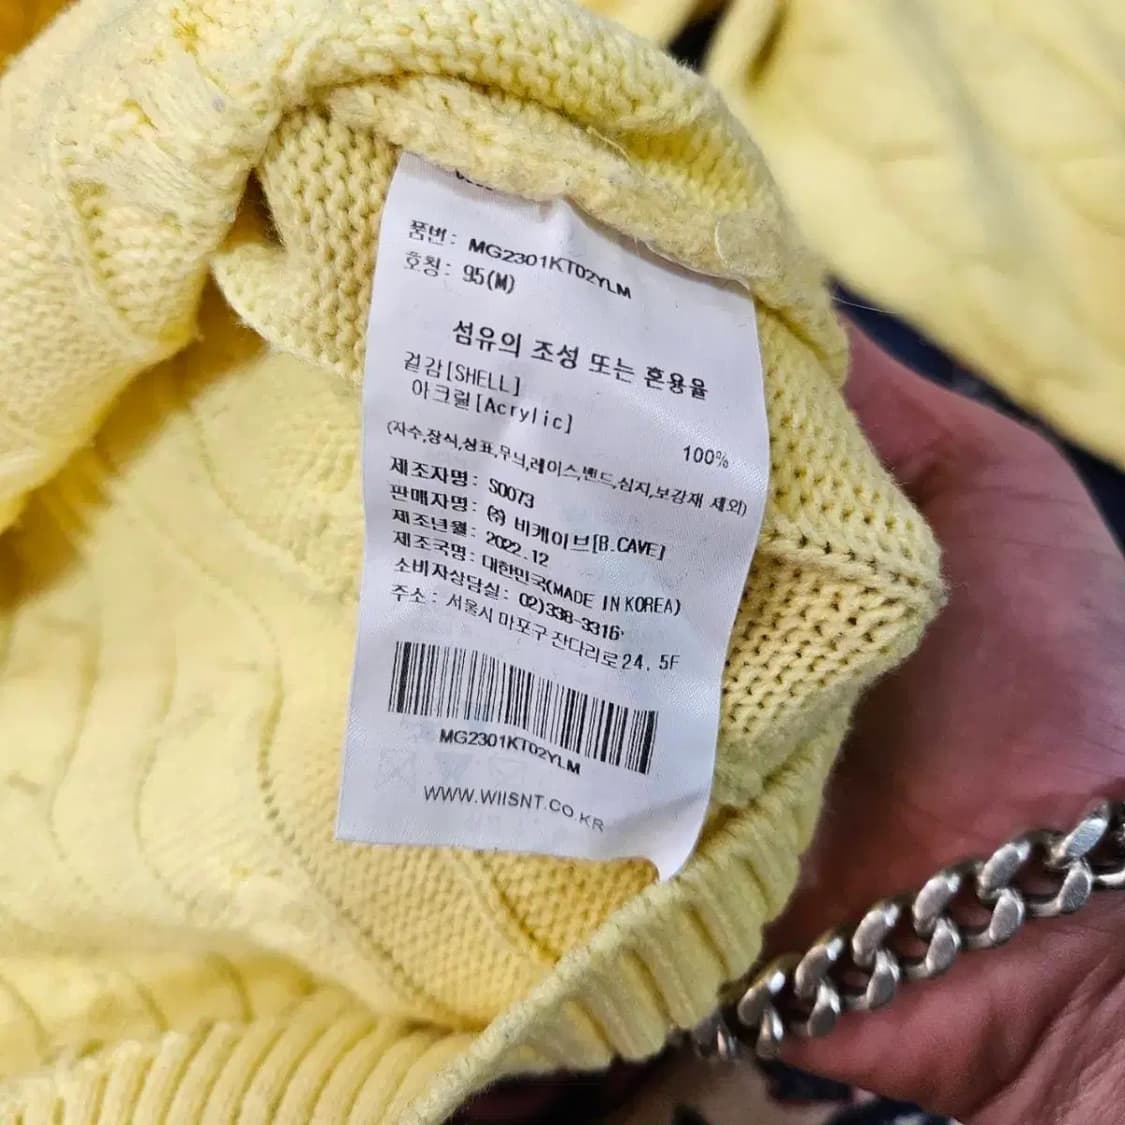 품번: MG2301KT02YLM
호칭: 95(M)
섬유의 조성 또는 혼용율
겉감[SHELL]
아크릴[Acrylic]
100%
(자수,장식,상표,무늬,레이스,밴드,심지,보강재 제외)
제조자명: S0073
판매자명: ㈜ 비케이브[B.CAVE]
제조년월: 2022.12
제조국명: 대한민국(MADE IN KOREA)
소비자상담실: 02)338-3316
주소: 서울시 마포구 잔다리로24, 5F
MG2301KT02YLM
WWW.WIISNT.CO.KR